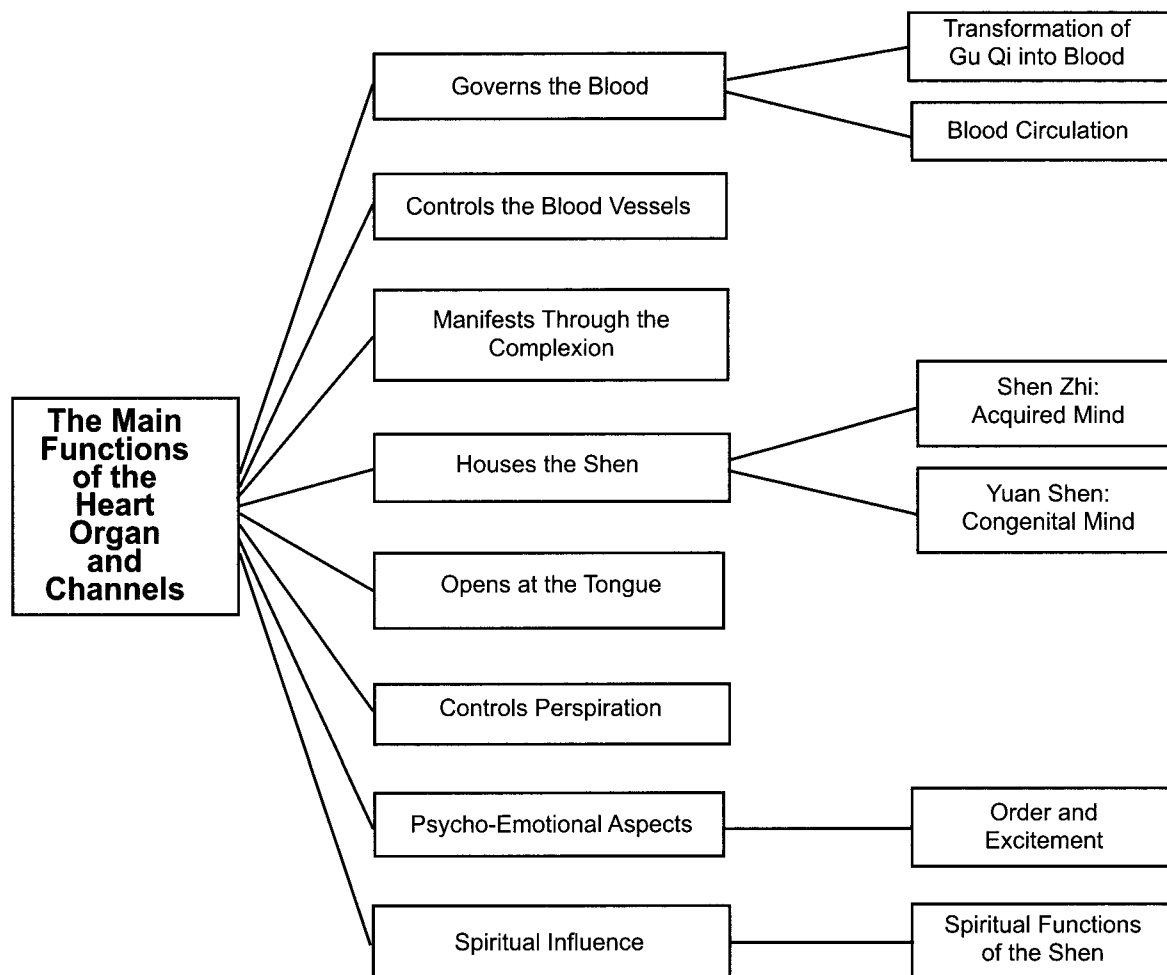 The Main
Functions
of the
Heart
Organ
and
Channels
Governs the Blood
Transformation of
Gu Qi into Blood
Blood Circulation
Controls the Blood Vessels
Manifests Through the
Complexion
Houses the Shen
Shen Zhi:
Acquired Mind
Yuan Shen:
Congenital Mind
Opens at the Tongue
Controls Perspiration
Psycho-Emotional Aspects
Order and
Excitement
Spiritual Influence
Spiritual Functions
of the Shen